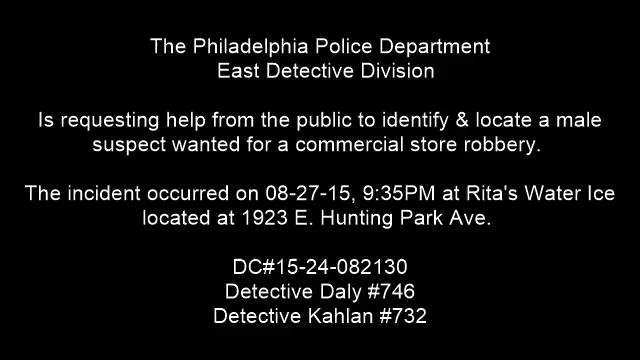 The Philadelphia Police Department
East Detective Division
Is requesting help from the public to identify & locate a male
suspect wanted for a commercial store robbery.
The incident occurred on 08-27-15, 9:35PM at Rita's Water Ice
located at 1923 E. Hunting Park Ave.
DC#15-24-082130
Detective Daly #746
Detective Kahlan #732